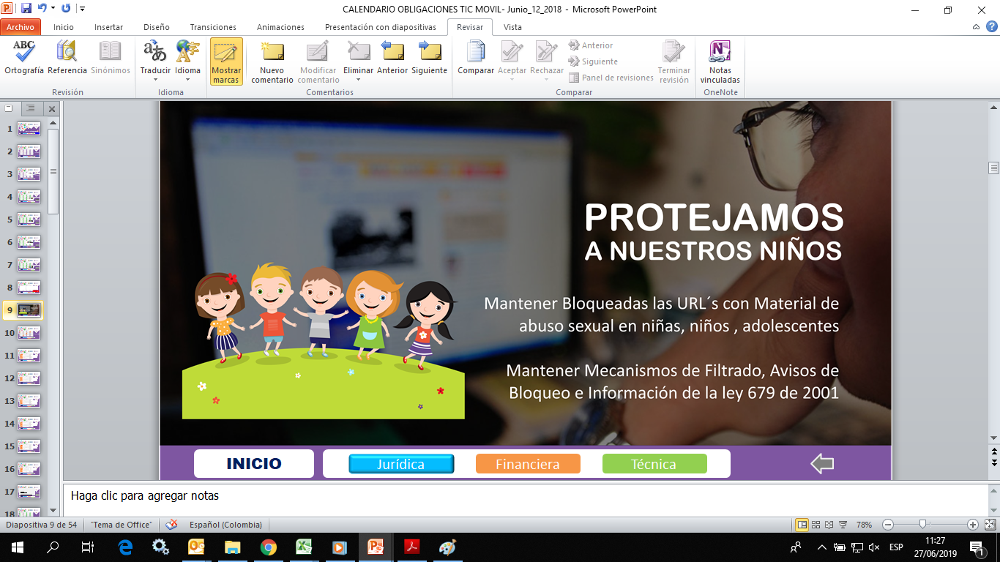 CALENDARIO OBLIGACIONES TIC MOVIL- Junio_12_2018 - Microsoft PowerPoint
Archivo Inicio Insertar Diseño Transiciones Animaciones Presentación con diapositivas Revisar Vista
ABC
Ortografía Referencia Sinónimos
Traducir Idioma
Mostrar marcas
Nuevo comentario
Modificar comentario
Eliminar Anterior Siguiente
Comparar Aceptar Rechazar
Anterior
Siguiente
Panel de revisiones
Terminar revisión
Notas vinculadas
Revisión Idioma Comentarios Comparar OneNote
1
2
3
4
5
6
7
8
9
10
11
12
13
14
15
16
17
18
PROTEJAMOS
A NUESTROS NIÑOS
Mantener Bloqueadas las URL´s con Material de
abuso sexual en niñas, niños , adolescentes
Mantener Mecanismos de Filtrado, Avisos de
Bloqueo e Información de la ley 679 de 2001
INICIO Jurídica Financiera Técnica
Haga clic para agregar notas
Diapositiva 9 de 54 "Tema de Office" Español (Colombia) 78%
ESP 11:27
27/06/2019 1